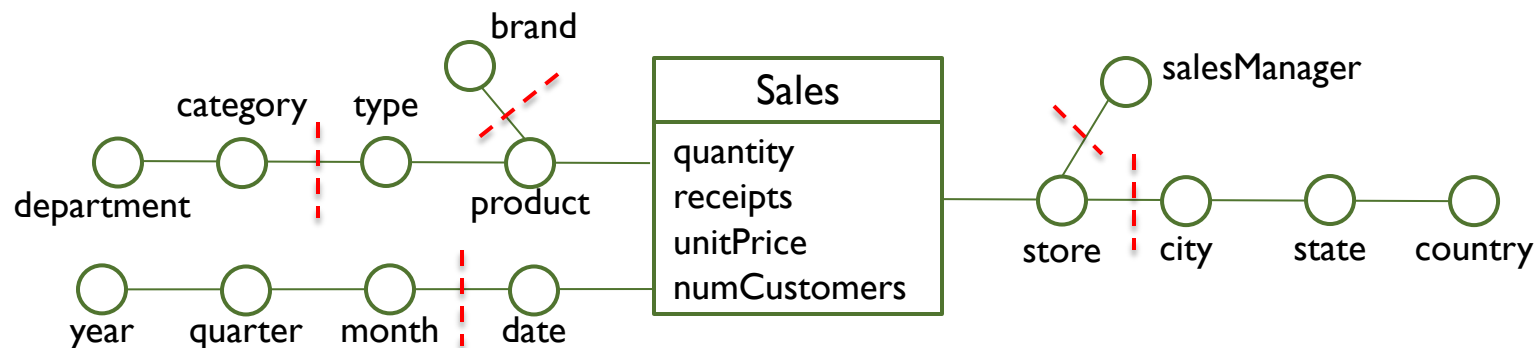 brand
category
type
department
product
year
quarter
month
date
Sales
quantity
receipts
unitPrice
numCustomers
salesManager
store
city
state
country